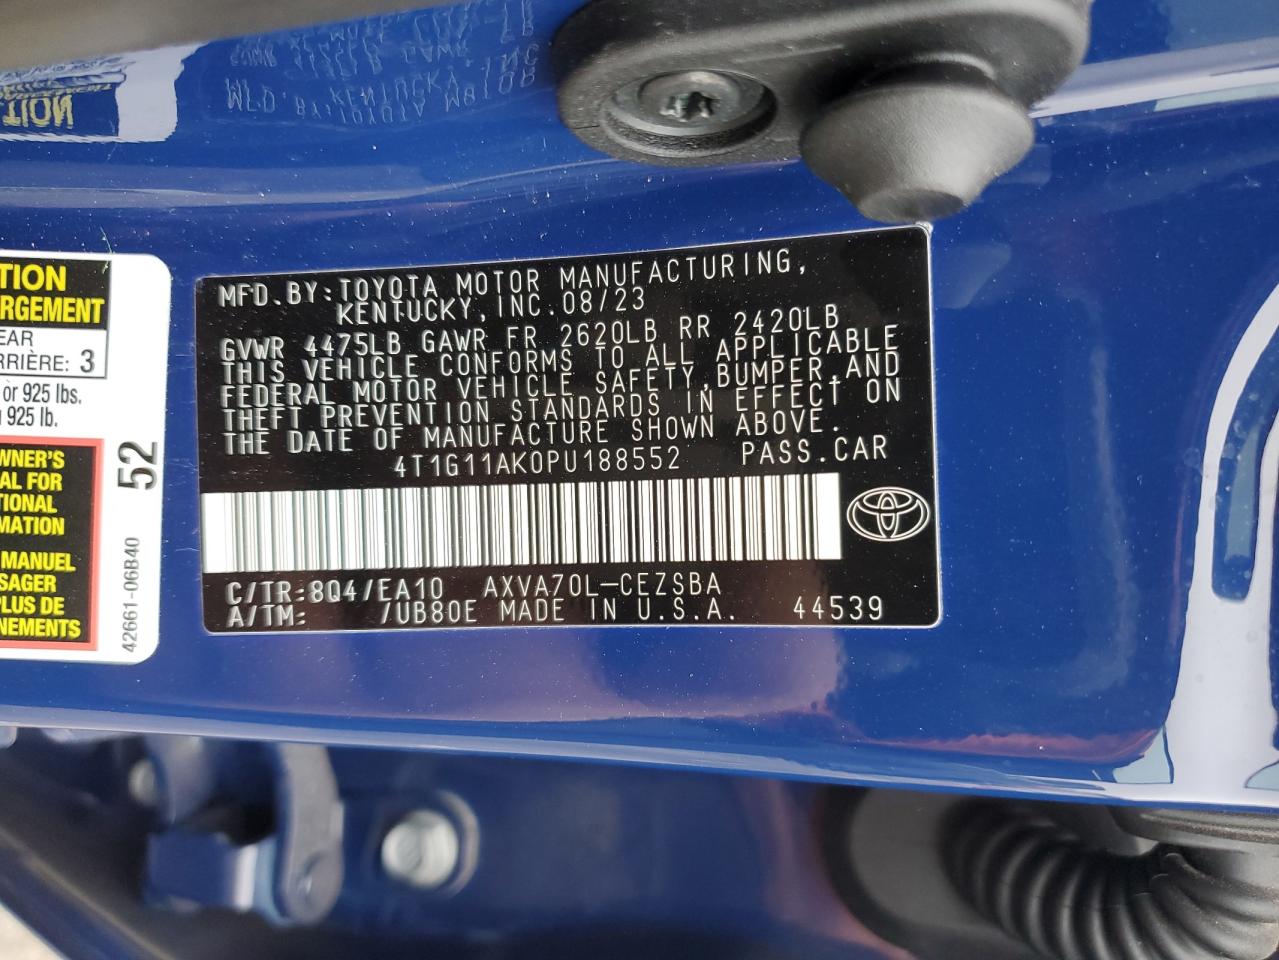 TION
ARGEMENT
EAR
RRIÈRE: 3
òr 925 lbs.
925 lb.
WNER'S
AL FOR
TIONAL
MATION
MANUEL
SAGER
PLUS DE
NEMENTS
52
42661-06B40
MFD.BY:TOYOTA MOTOR MANUFACTURING,
KENTUCKY, INC.08/23
GVWR 4475LB GAWR FR 2620LB RR 2420LB
THIS VEHICLE CONFORMS TO ALL APPLICABLE
FEDERAL MOTOR VEHICLE SAFETY,BUMPER,AND
THEFT PREVENTION STANDARDS IN EFFECT ON
THE DATE OF MANUFACTURE SHOWN ABOVE.
4T1G11AK0PU188552 PASS.CAR
C/TR:8Q4/EA10 AXVA70L-CEZSBA
A/TM: /UB80E MADE IN U.S.A. 44539